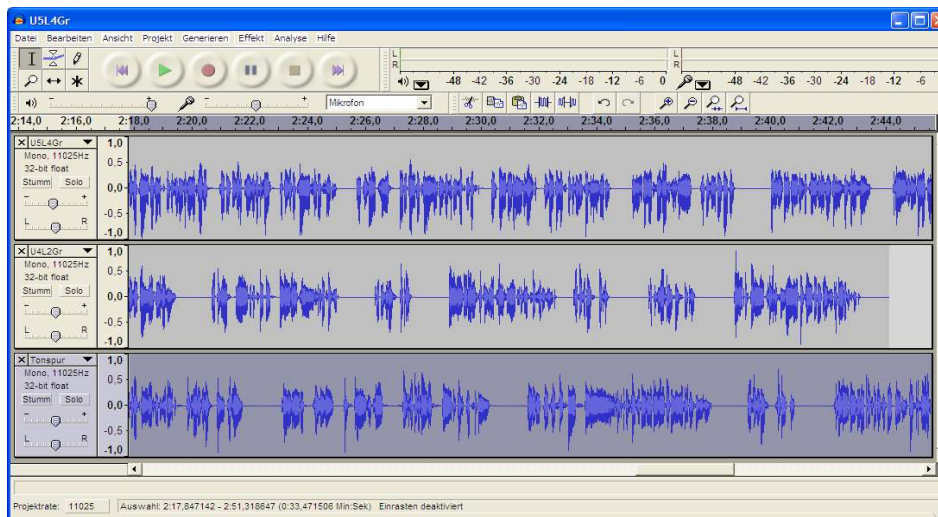 U5L4Gr
Datei Bearbeiten Ansicht Projekt Generieren Effekt Analyse Hilfe
L
R
-48 -42 -36 -30 -24 -18 -12 -6 0
L
R
-48 -42 -36 -30 -24 -18 -12 -6
- + - + Mikrofon
2:14,0 2:16,0 2:18,0 2:20,0 2:22,0 2:24,0 2:26,0 2:28,0 2:30,0 2:32,0 2:34,0 2:36,0 2:38,0 2:40,0 2:42,0 2:44,0
X U5L4Gr 1,0
Mono, 11025Hz
32-bit float 0,5
Stumm Solo
- + 0,0
L R -0,5
-1,0
X U4L2Gr 1,0
Mono, 11025Hz
32-bit float 0,5
Stumm Solo
- + 0,0
L R -0,5
-1,0
X Tonspur 1,0
Mono, 11025Hz
32-bit float 0,5
Stumm Solo
- + 0,0
L R -0,5
-1,0
Projektrate: 11025 Auswahl: 2:17,847142 - 2:51,318647 (0:33,471506 Min:Sek) Einrasten deaktiviert